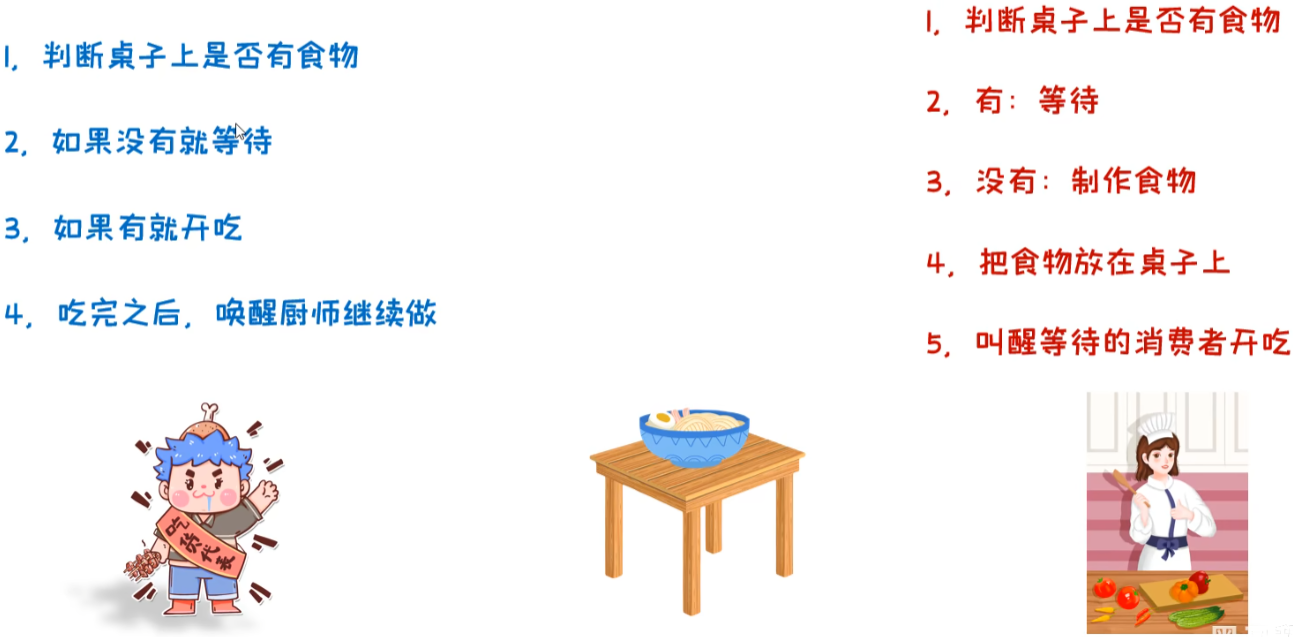 1, 判断桌子上是否有食物
2, 如果没有就等待
3, 如果有就开吃
4, 吃完之后, 唤醒厨师继续做
吃货代表
1, 判断桌子上是否有食物
2, 有: 等待
3, 没有: 制作食物
4, 把食物放在桌子上
5, 叫醒等待的消费者开吃